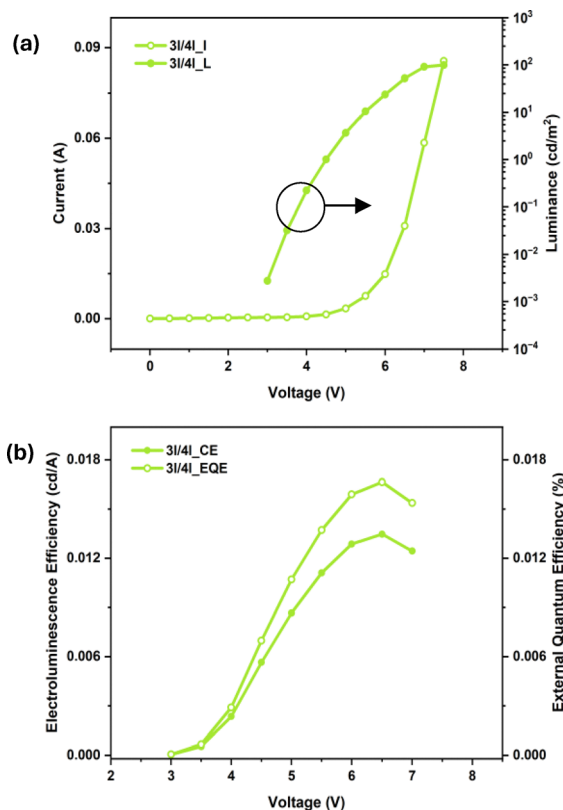 (a)
3I/4I_I
3I/4I_L
Current (A)
0.09
0.06
0.03
0.00
Luminance (cd/m²)
10³
10²
10¹
10⁰
10⁻¹
10⁻²
10⁻³
10⁻⁴
0 2 4 6 8
Voltage (V)
(b)
3I/4I_CE
3I/4I_EQE
Electroluminescence Efficiency (cd/A)
0.018
0.012
0.006
0.000
External Quantum Efficiency (%)
0.018
0.012
0.006
0.000
2 3 4 5 6 7 8
Voltage (V)